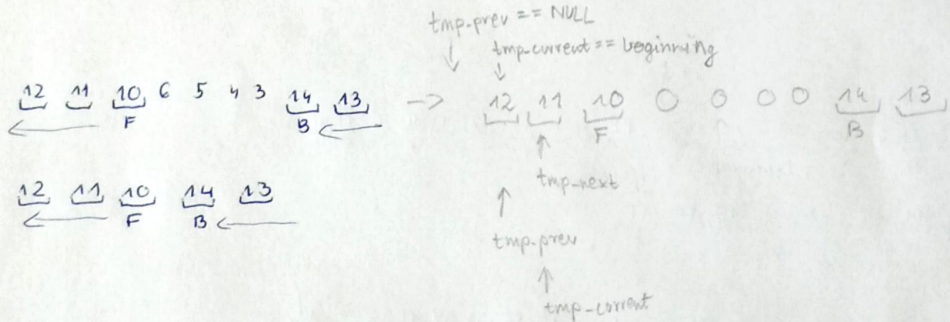 tmp.prev == NULL
tmp.current == beginning
12 11 10 6 5 4 3 14 13 -> 12 11 10 0 0 0 0 14 13
F B F B
tmp.next
12 11 10 14 13
F B
tmp.prev
tmp.current